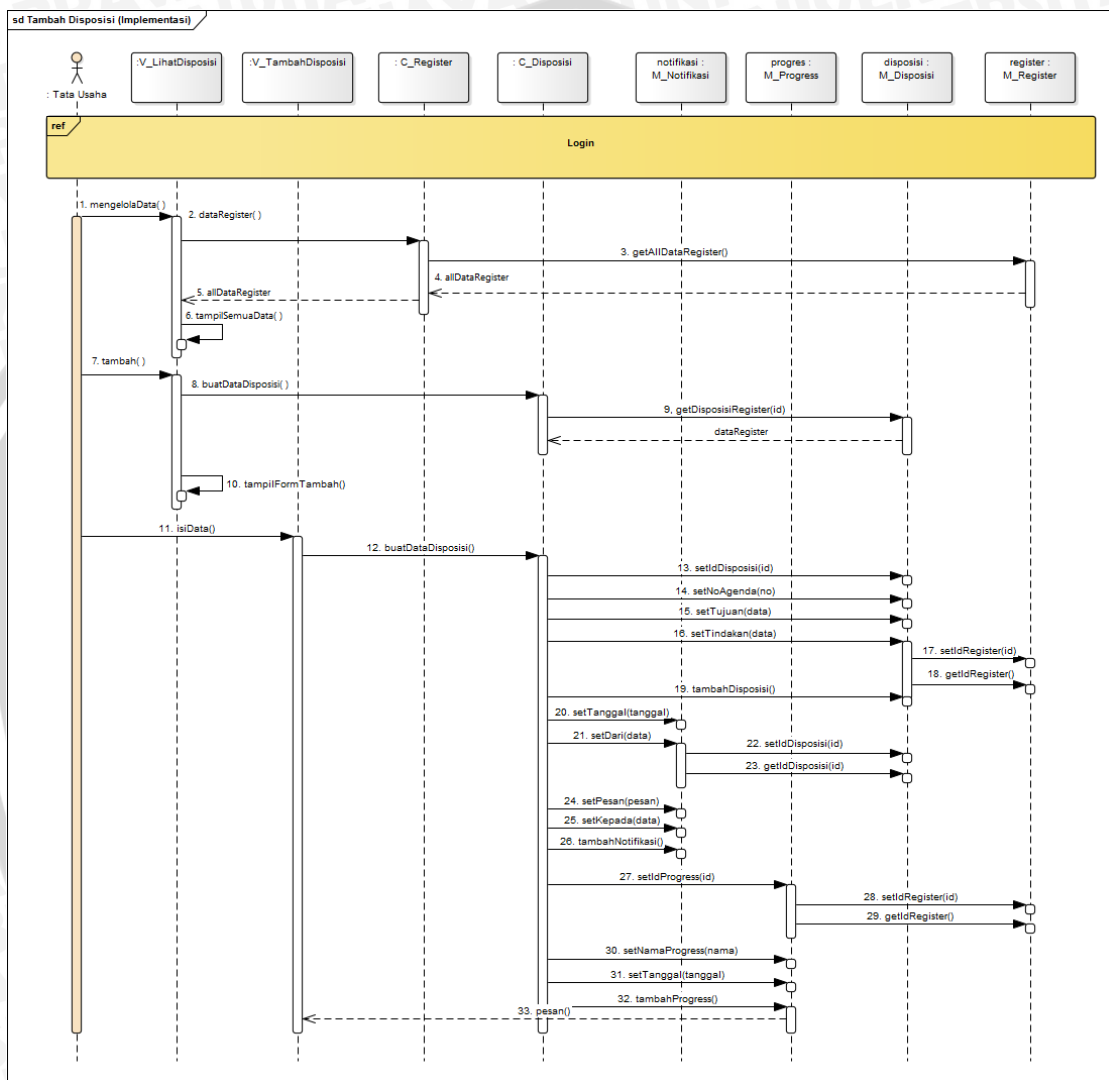 sd Tambah Disposisi (Implementasi)
: Tata Usaha
:V_LihatDisposisi
:V_TambahDisposisi
: C_Register
: C_Disposisi
notifikasi :
M_Notifikasi
progres :
M_Progress
disposisi :
M_Disposisi
register :
M_Register
ref
Login
1. mengelolaData( )
2. dataRegister( )
3. getAllDataRegister()
4. allDataRegister
5. allDataRegister
6. tampilSemuaData( )
7. tambah( )
8. buatDataDisposisi( )
9, getDisposisiRegister(id)
dataRegister
10. tampilFormTambah()
11. isiData()
12. buatDataDisposisi()
13. setIdDisposisi(id)
14. setNoAgenda(no)
15. setTujuan(data)
16. setTindakan(data)
17. setIdRegister(id)
18. getIdRegister()
19. tambahDisposisi()
20. setTanggal(tanggal)
21. setDari(data)
22. setIdDisposisi(id)
23. getIdDisposisi(id)
24. setPesan(pesan)
25. setKepada(data)
26. tambahNotifikasi()
27. setIdProgress(id)
28. setIdRegister(id)
29. getIdRegister()
30. setNamaProgress(nama)
31. setTanggal(tanggal)
32. tambahProgress()
33. pesan()